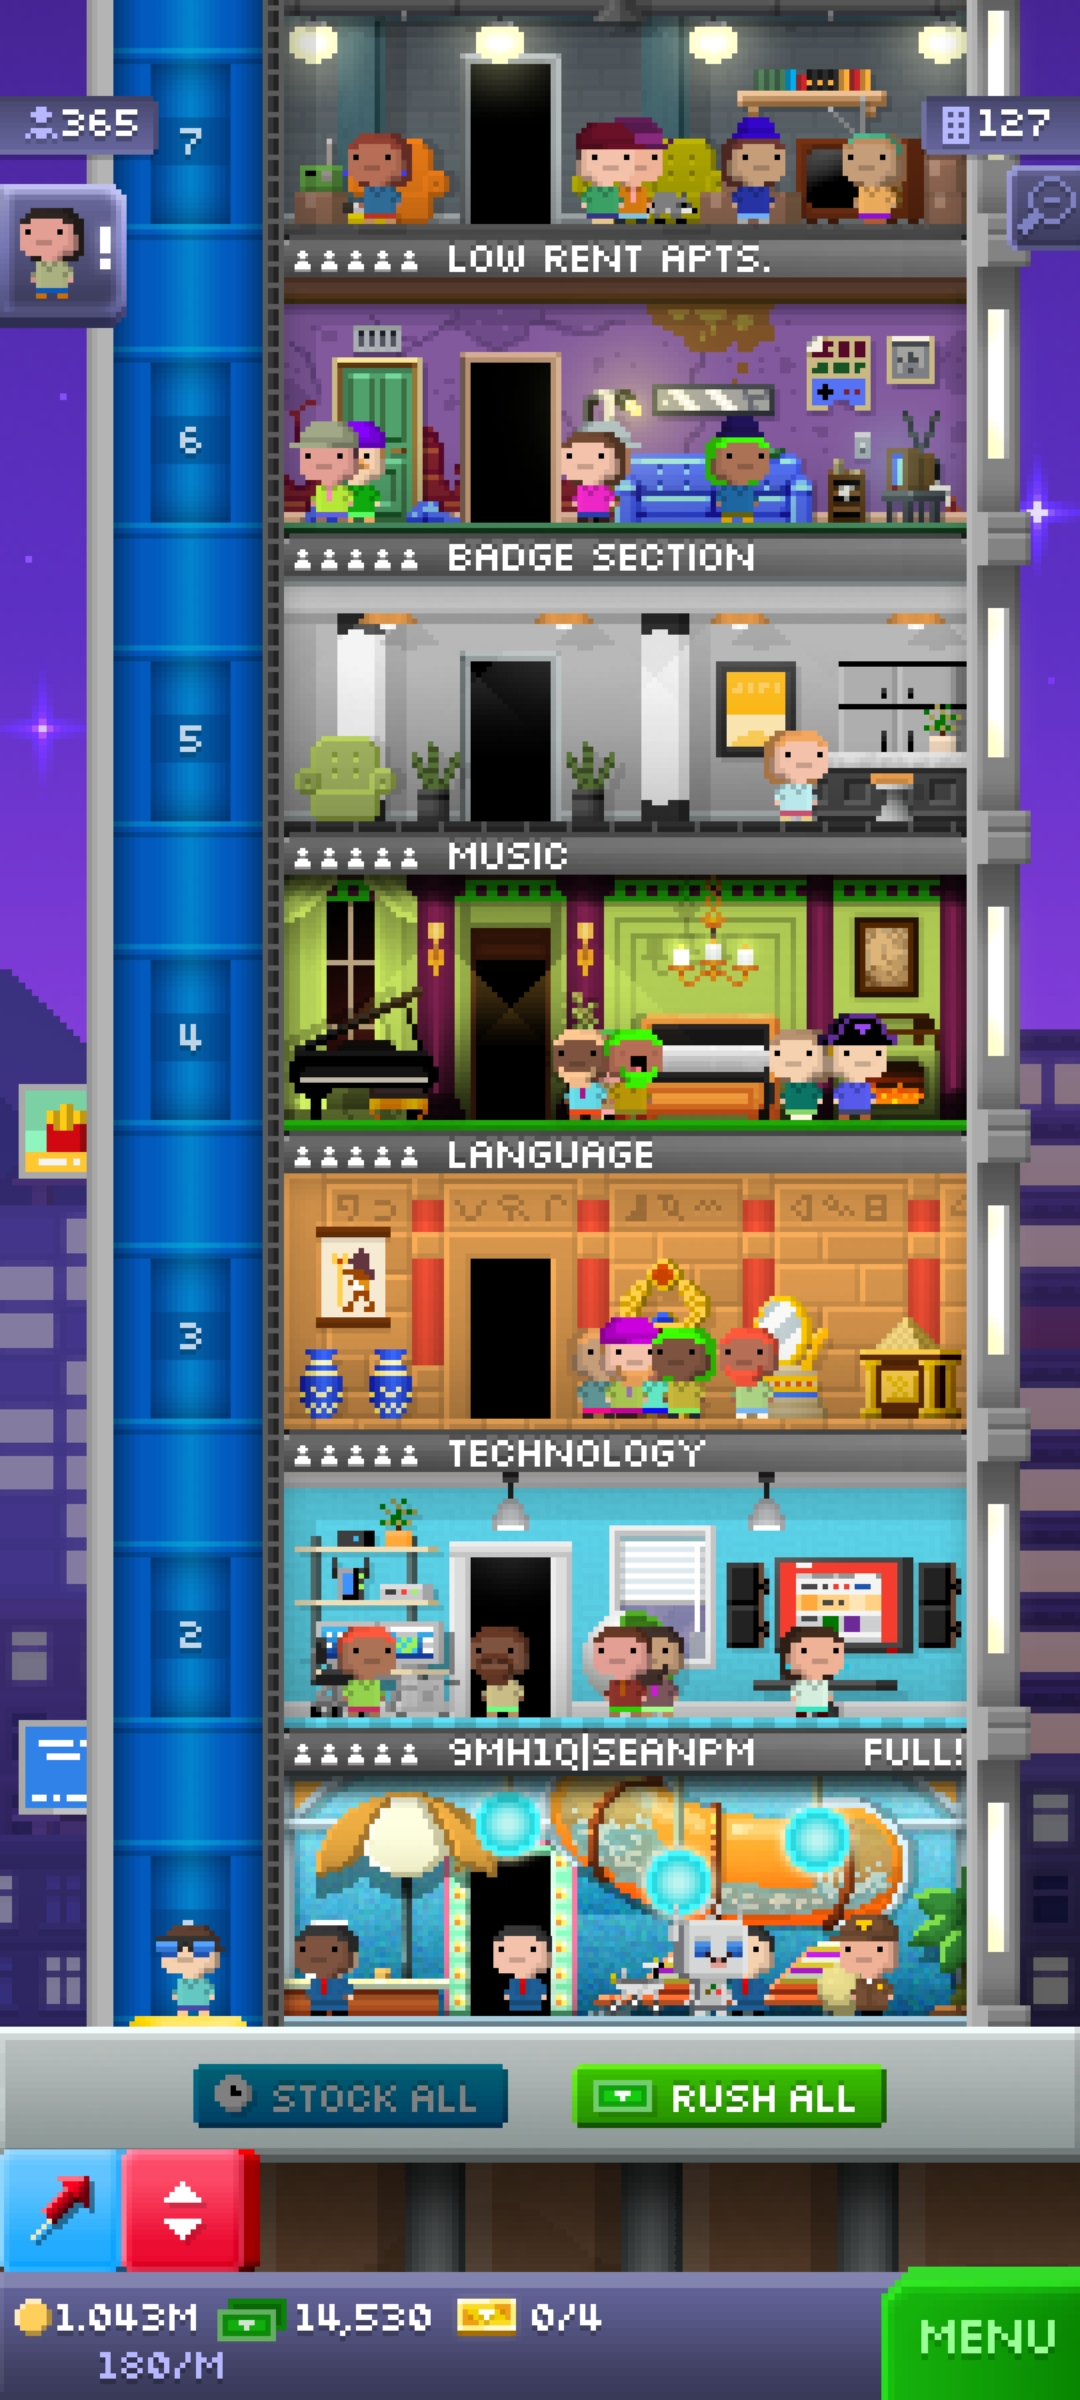 365
7
127
!
LOW RENT APTS.
6
BADGE SECTION
5
MUSIC
4
LANGUAGE
3
TECHNOLOGY
2
9MH1Q|SEANPM FULL!
STOCK ALL
RUSH ALL
1.043M 14,530 0/4
180/M
MENU